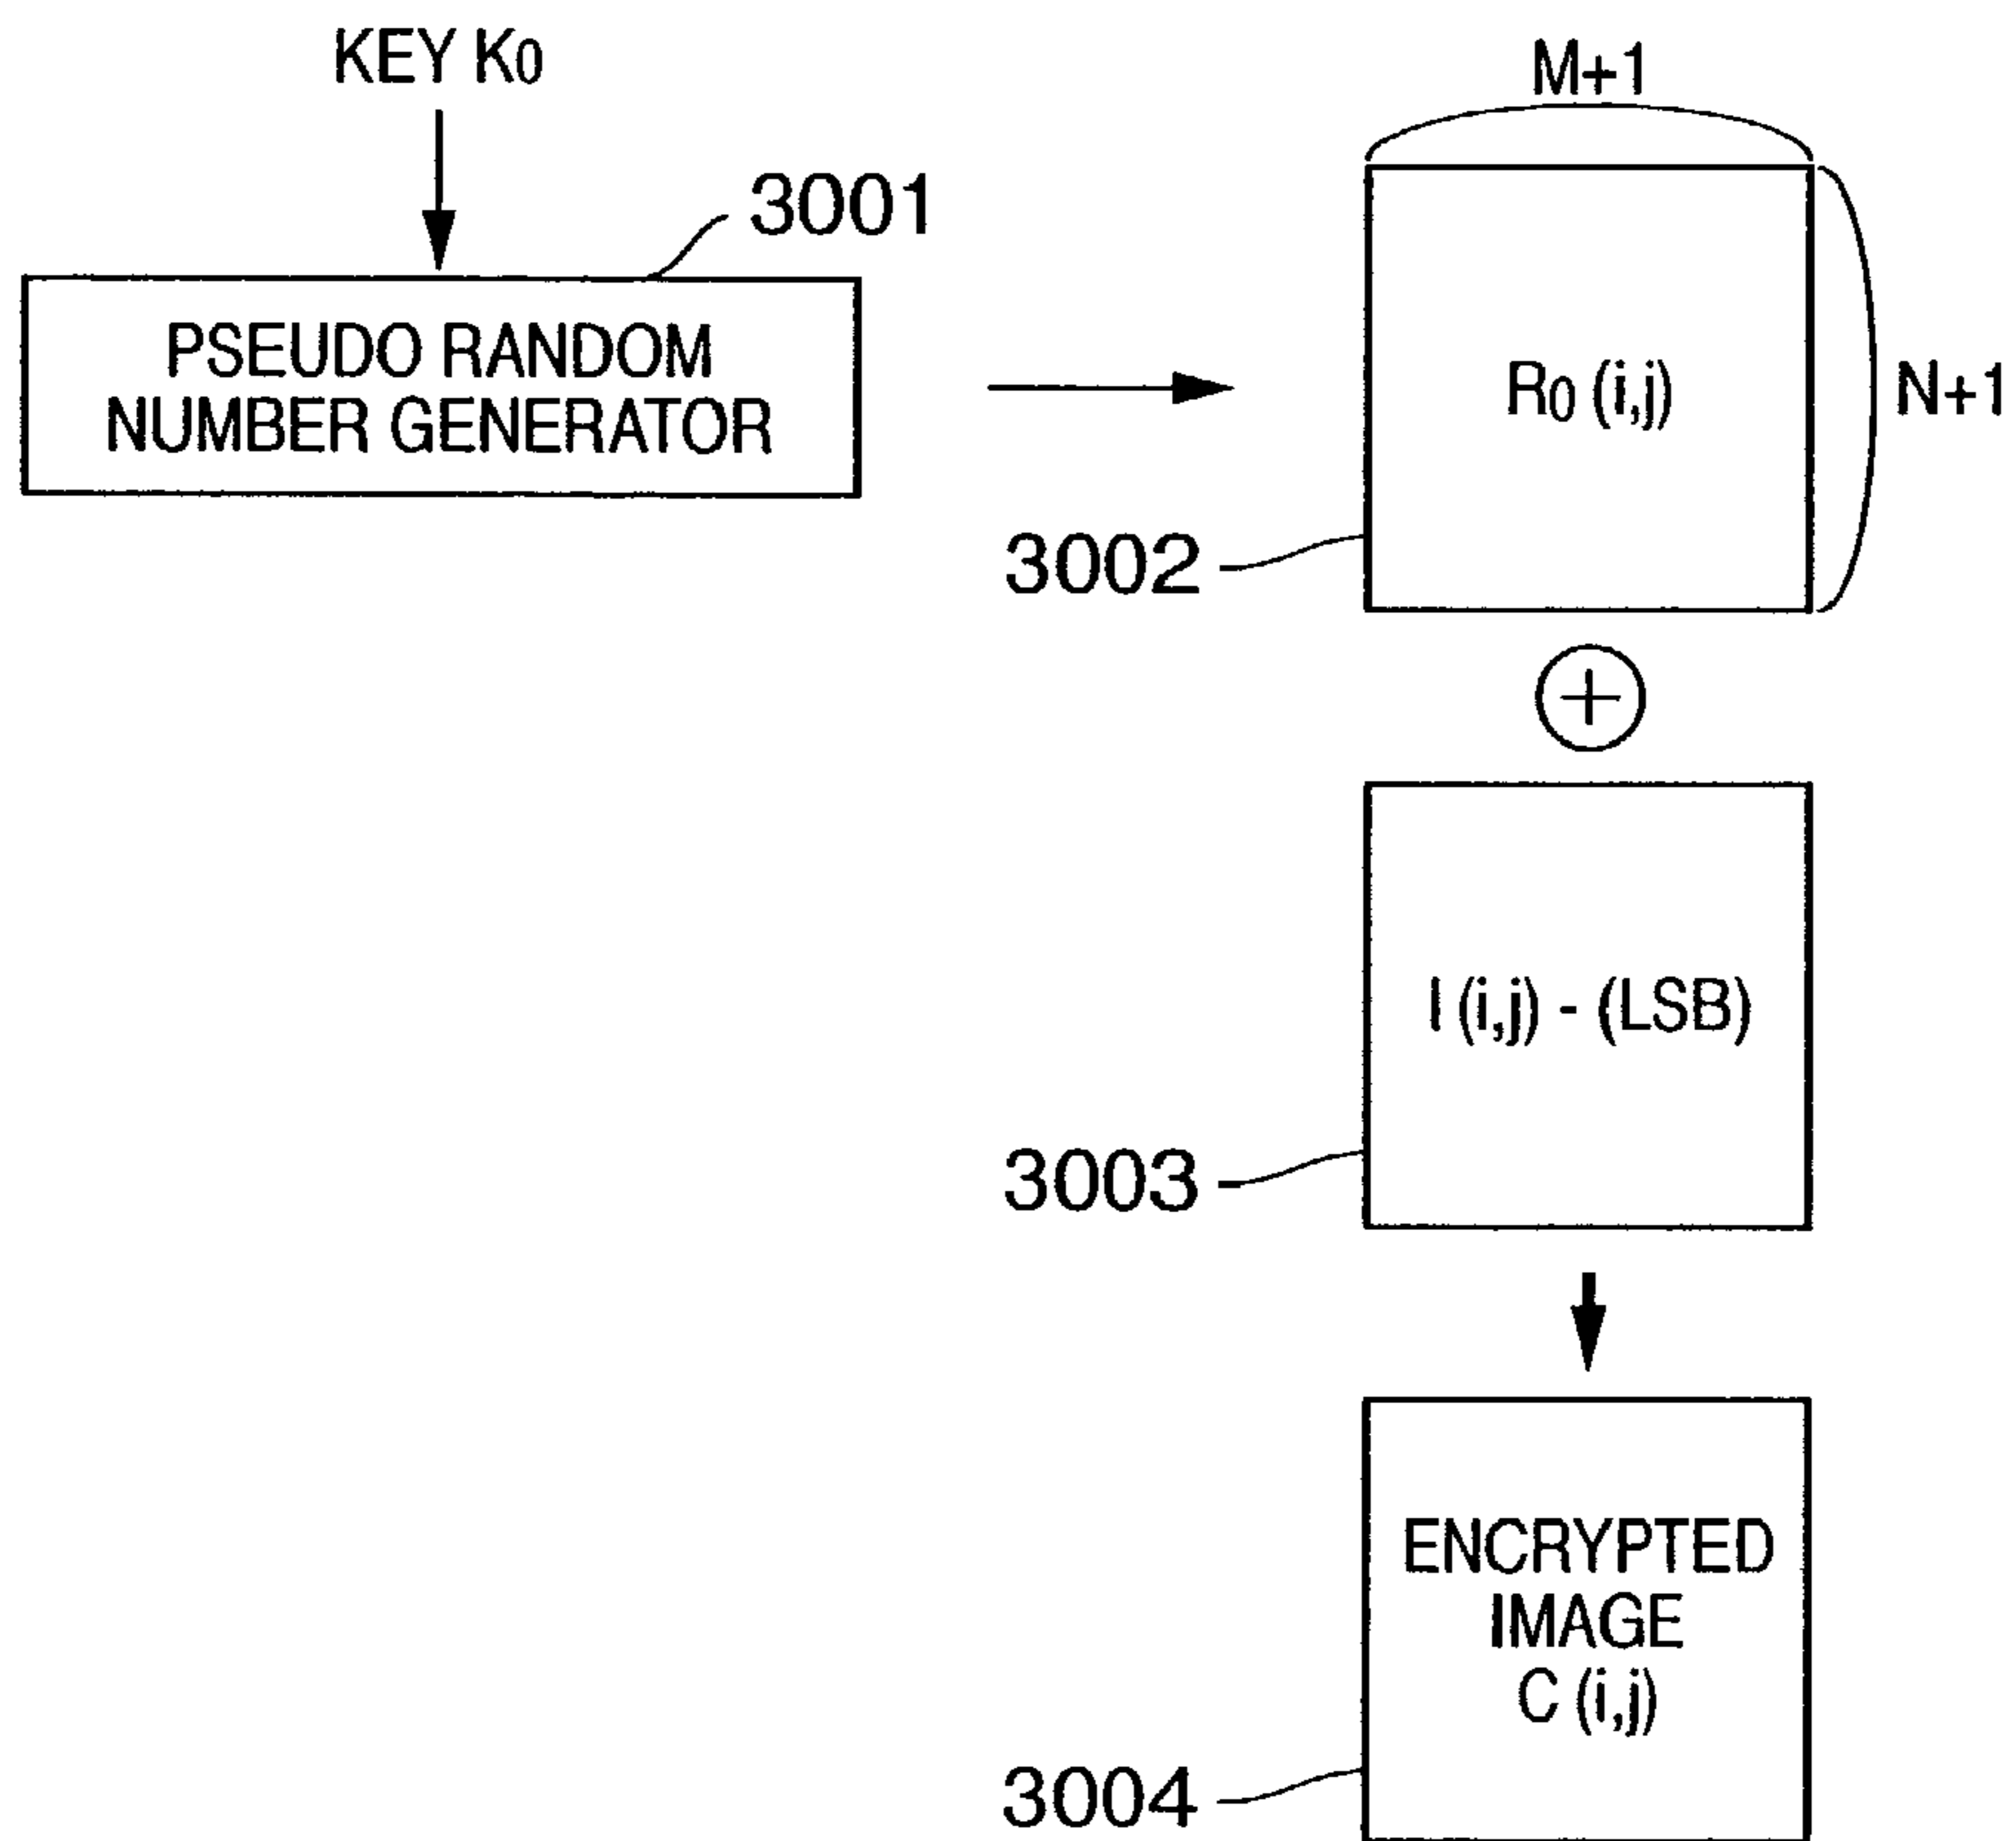 KEY K0
3001
PSEUDO RANDOM
NUMBER GENERATOR
M+1
R0 (i,j)
N+1
3002
+
I (i,j) - (LSB)
3003
ENCRYPTED
IMAGE
C (i,j)
3004